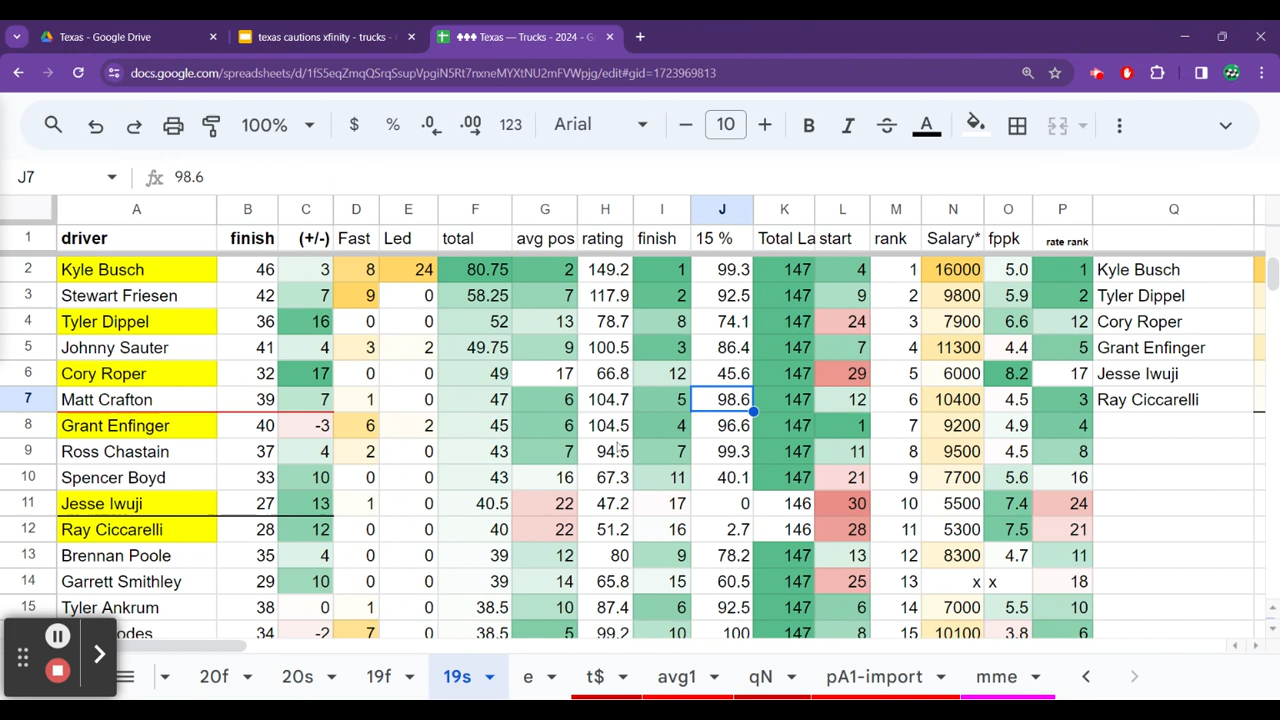 Texas - Google Drive
texas cautions xfinity - trucks -
♦♦♦ Texas — Trucks - 2024 - G
docs.google.com/spreadsheets/d/1fS5eqZmqQSrqSsupVpgiN5Rt7nxneMYXtNU2mFVWpjg/edit#gid=1723969813
100% $ % .0 .00 123 Arial 10 B I A
J7 fx 98.6
A B C D E F G H I J K L M N O P Q
1 driver finish (+/-) Fast Led total avg pos rating finish 15 % Total La start rank Salary* fppk rate rank
2 Kyle Busch 46 3 8 24 80.75 2 149.2 1 99.3 147 4 1 16000 5.0 1 Kyle Busch
3 Stewart Friesen 42 7 9 0 58.25 7 117.9 2 92.5 147 9 2 9800 5.9 2 Tyler Dippel
4 Tyler Dippel 36 16 0 0 52 13 78.7 8 74.1 147 24 3 7900 6.6 12 Cory Roper
5 Johnny Sauter 41 4 3 2 49.75 9 100.5 3 86.4 147 7 4 11300 4.4 5 Grant Enfinger
6 Cory Roper 32 17 0 0 49 17 66.8 12 45.6 147 29 5 6000 8.2 17 Jesse Iwuji
7 Matt Crafton 39 7 1 0 47 6 104.7 5 98.6 147 12 6 10400 4.5 3 Ray Ciccarelli
8 Grant Enfinger 40 -3 6 2 45 6 104.5 4 96.6 147 1 7 9200 4.9 4
9 Ross Chastain 37 4 2 0 43 7 94.5 7 99.3 147 11 8 9500 4.5 8
10 Spencer Boyd 33 10 0 0 43 16 67.3 11 40.1 147 21 9 7700 5.6 16
11 Jesse Iwuji 27 13 1 0 40.5 22 47.2 17 0 146 30 10 5500 7.4 24
12 Ray Ciccarelli 28 12 0 0 40 22 51.2 16 2.7 146 28 11 5300 7.5 21
13 Brennan Poole 35 4 0 0 39 12 80 9 78.2 147 13 12 8300 4.7 11
14 Garrett Smithley 29 10 0 0 39 14 65.8 15 60.5 147 25 13 x x 18
15 Tyler Ankrum 38 0 1 0 38.5 10 87.4 6 92.5 147 6 14 7000 5.5 10
odes 34 -2 7 0 38.5 5 99.2 10 100 147 8 15 10100 3.8 6
20f 20s 19f 19s e t$ avg1 qN pA1-import mme